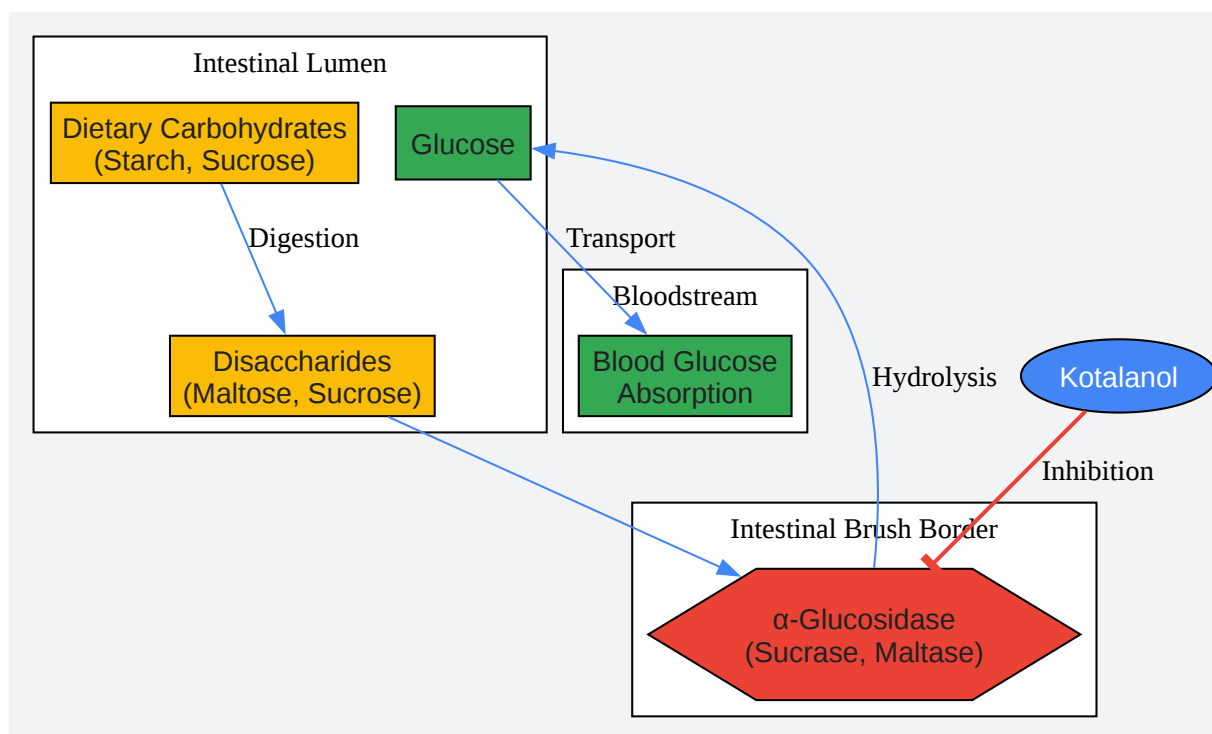 Intestinal Lumen
Dietary Carbohydrates
(Starch, Sucrose)
Glucose
Digestion
Transport
Bloodstream
Disaccharides
(Maltose, Sucrose)
Blood Glucose
Absorption
Hydrolysis
Kotalanol
Inhibition
Intestinal Brush Border
α-Glucosidase
(Sucrase, Maltase)